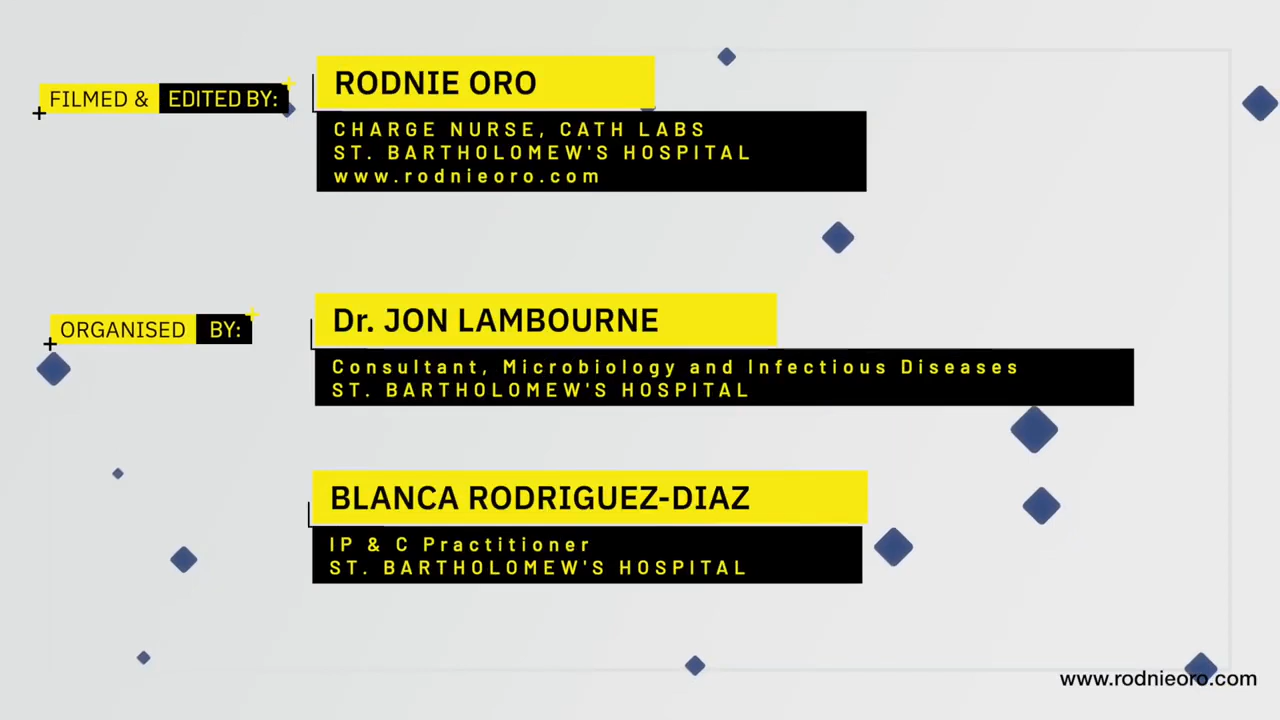 FILMED & EDITED BY:
RODNIE ORO
CHARGE NURSE, CATH LABS
ST. BARTHOLOMEW'S HOSPITAL
www.rodnieoro.com
ORGANISED BY:
Dr. JON LAMBOURNE
Consultant, Microbiology and Infectious Diseases
ST. BARTHOLOMEW'S HOSPITAL
BLANCA RODRIGUEZ-DIAZ
IP & C Practitioner
ST. BARTHOLOMEW'S HOSPITAL
www.rodnieoro.com